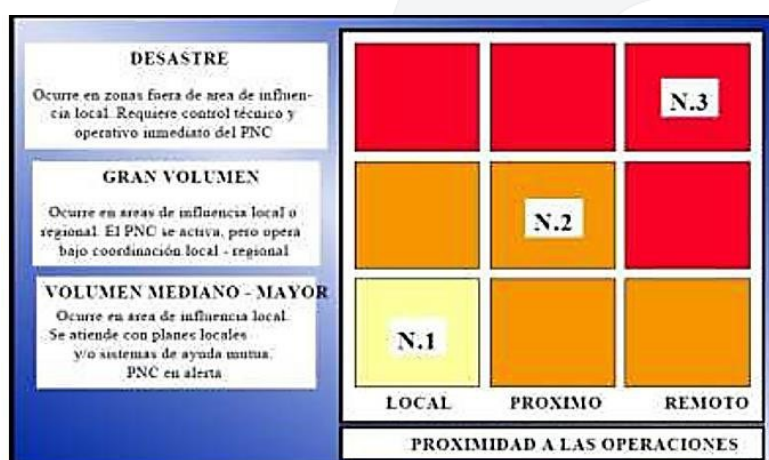 DESASTRE
Ocurre en zonas fuera de area de influen-
cia local. Requiere control técnico y
operativo inmediato del PNC
GRAN VOLUMEN
Ocurre en areas de influencia local o
regional. El PNC se activa, pero opera
bajo coordinación local - regional
VOLUMEN MEDIANO - MAYOR
Ocurre en area de influencia local.
Se atiende con planes locales
y/o sistemas de ayuda mutua.
PNC en alerta
N.3
N.2
N.1
LOCAL PROXIMO REMOTO
PROXIMIDAD A LAS OPERACIONES